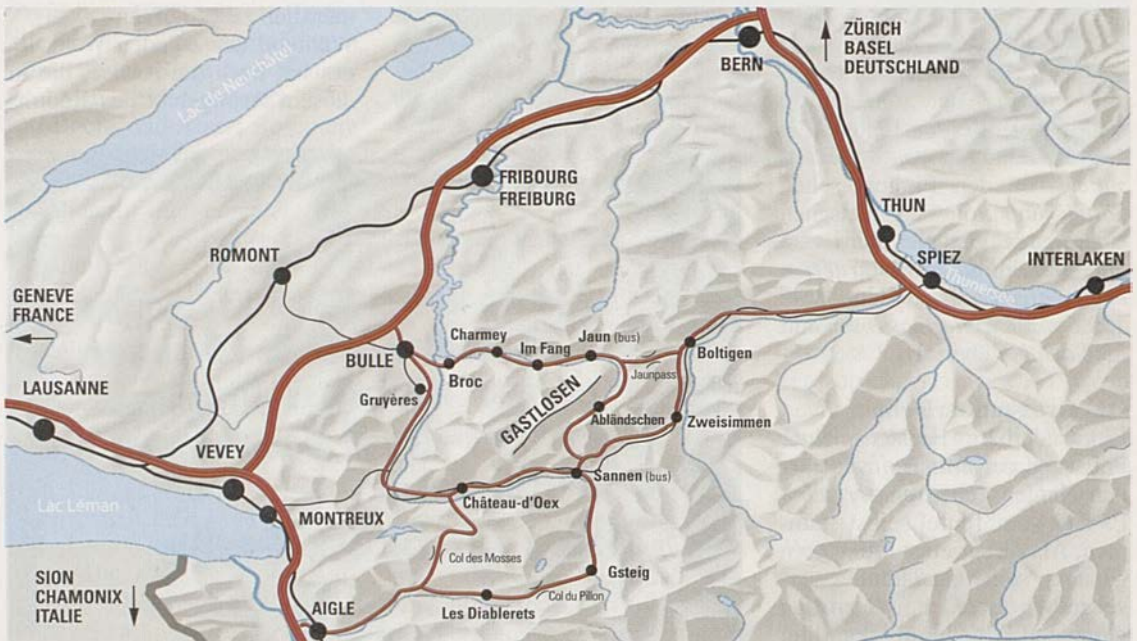 Lac de Neuchâtel
BERN
ZÜRICH
BASEL
DEUTSCHLAND
FRIBOURG
FREIBURG
THUN
ROMONT
SPIEZ
INTERLAKEN
Thunersee
GENEVE
FRANCE
Charmey
Im Fang
Jaun (bus)
Boltigen
BULLE
Broc
Jaunpass
LAUSANNE
Gruyères
GASTLOSEN
Abländschen
Zweisimmen
VEVEY
Sannen (bus)
Lac Léman
MONTREUX
Château-d'Oex
Col des Mosses
Gsteig
SION
CHAMONIX
ITALIE
AIGLE
Les Diablerets
Col du Pillon